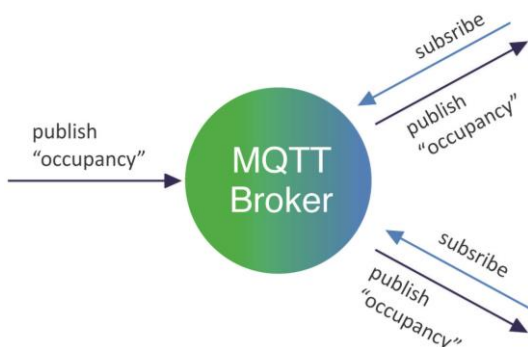 publish
“occupancy”
MQTT
Broker
subsribe
publish
“occupancy”
subsribe
publish
“occupancy”